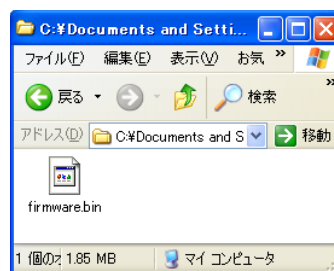 C:¥Documents and Setti...
ファイル(F) 編集(E) 表示(V) お気 »
戻る 検索 »
アドレス(D) C:¥Documents and S 移動
firmware.bin
1 個のオ 1.85 MB マイ コンピュータ